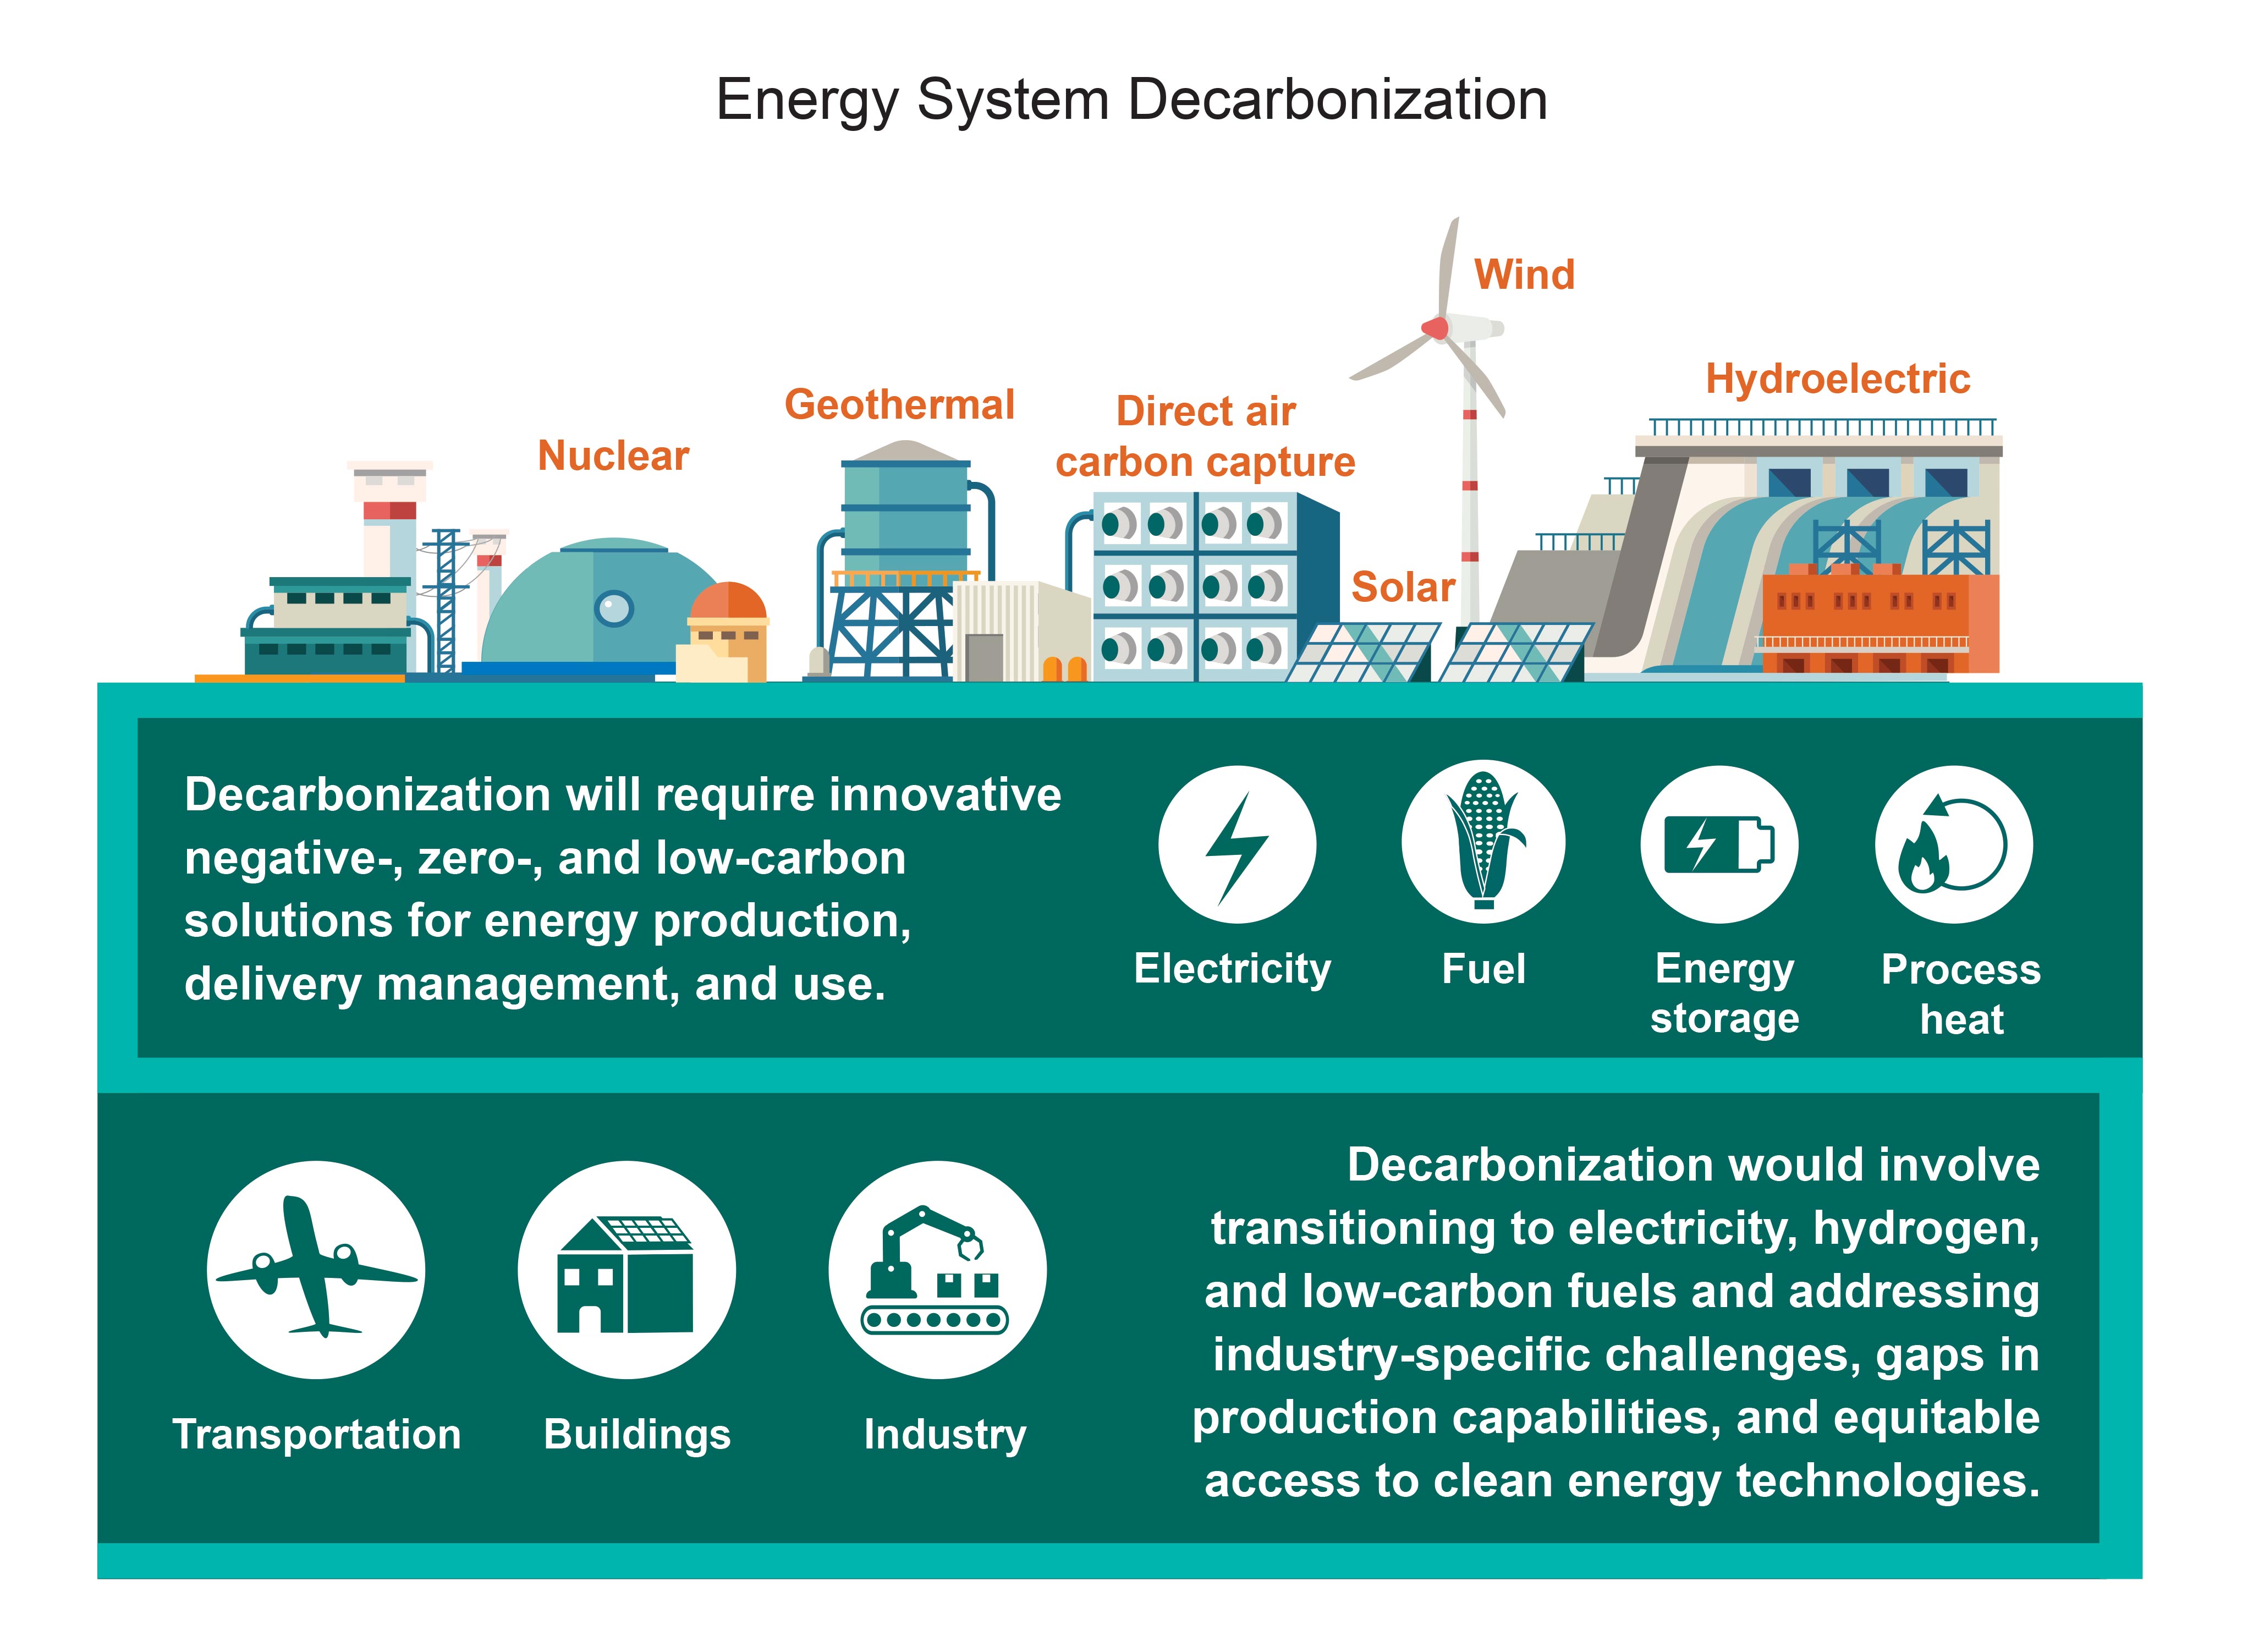 Energy System Decarbonization
Wind
Hydroelectric
Geothermal
Direct air
carbon capture
Nuclear
Solar
Decarbonization will require innovative
negative-, zero-, and low-carbon
solutions for energy production,
delivery management, and use.
Electricity
Fuel
Energy
storage
Process
heat
Transportation
Buildings
Industry
Decarbonization would involve
transitioning to electricity, hydrogen,
and low-carbon fuels and addressing
industry-specific challenges, gaps in
production capabilities, and equitable
access to clean energy technologies.